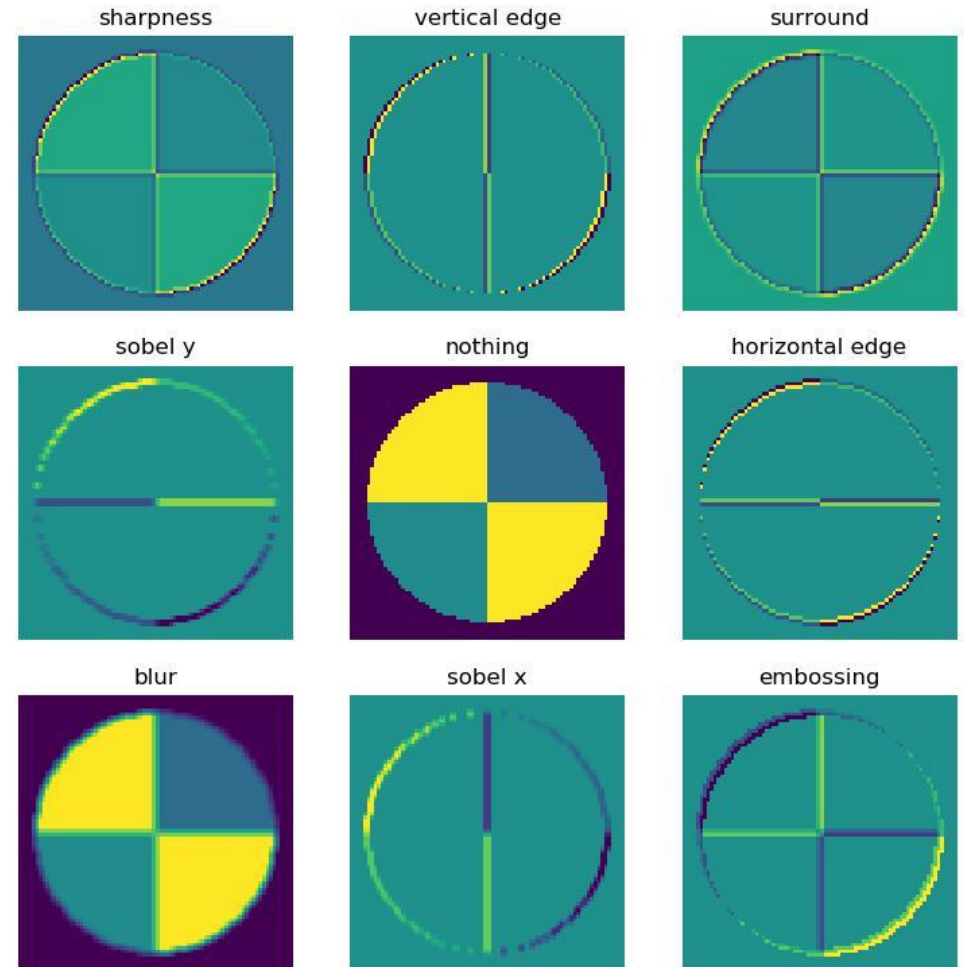 sharpness
vertical edge
surround
sobel y
nothing
horizontal edge
blur
sobel x
embossing